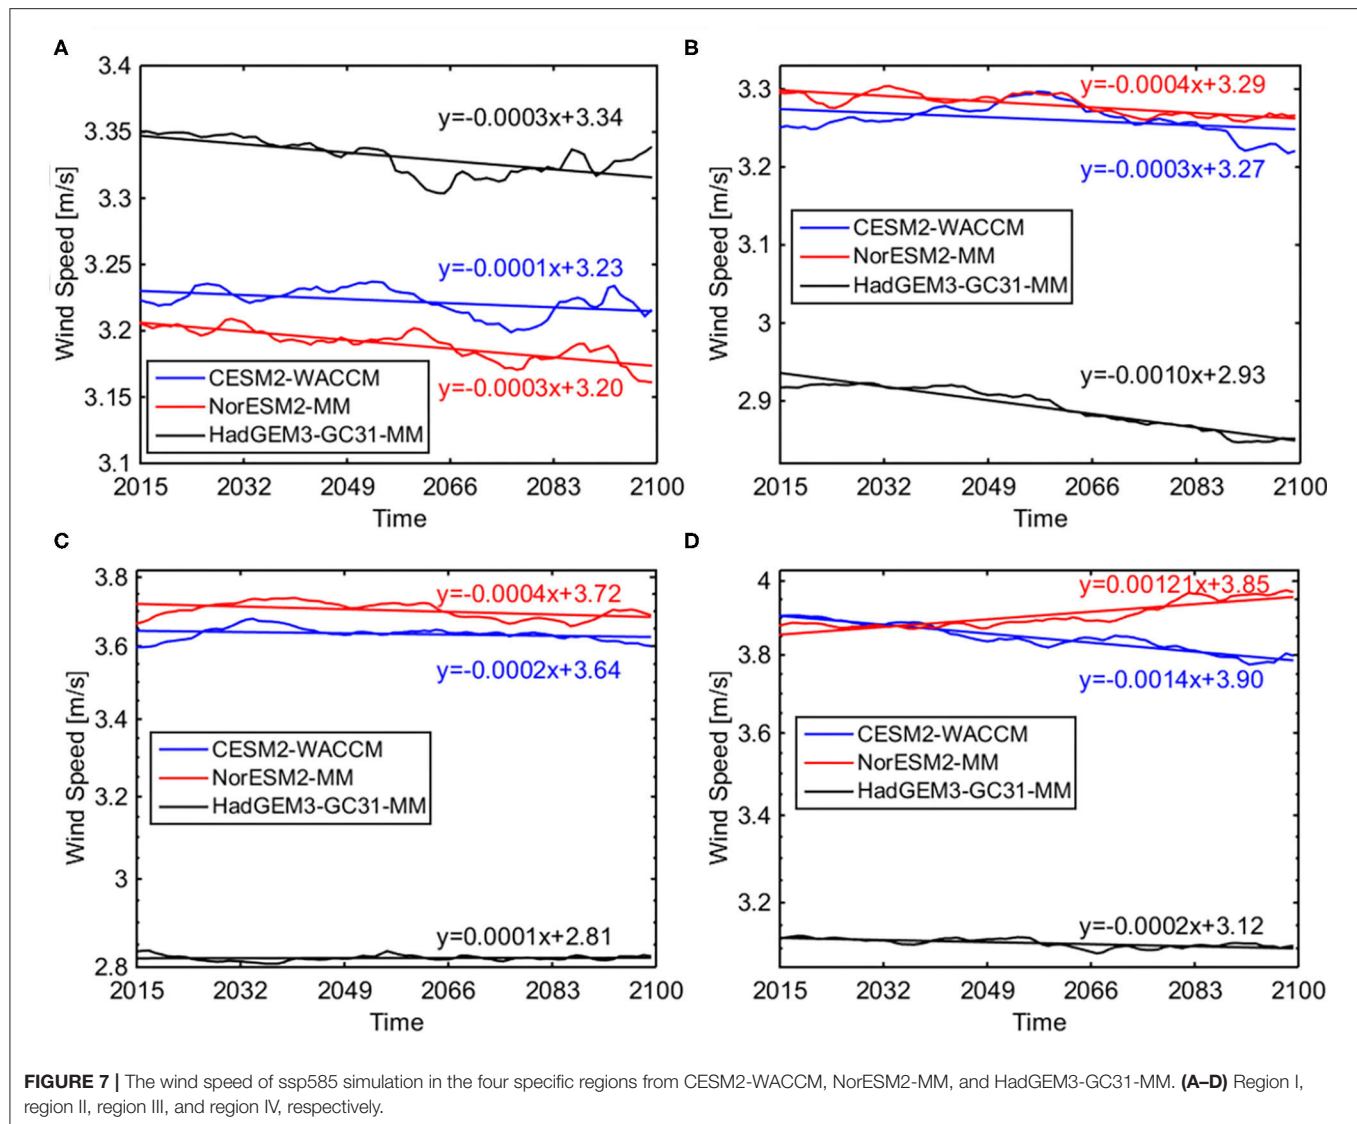 A
3.4
3.35
3.3
3.25
3.2
3.15
3.1
Wind Speed [m/s]
y=-0.0003x+3.34
y=-0.0001x+3.23
y=-0.0003x+3.20
CESM2-WACCM
NorESM2-MM
HadGEM3-GC31-MM
2015 2032 2049 2066 2083 2100
Time
B
3.3
3.2
3.1
3
2.9
Wind Speed [m/s]
y=-0.0004x+3.29
y=-0.0003x+3.27
CESM2-WACCM
NorESM2-MM
HadGEM3-GC31-MM
y=-0.0010x+2.93
2015 2032 2049 2066 2083 2100
Time
C
3.8
3.6
3.4
3.2
3
2.8
Wind Speed [m/s]
y=-0.0004x+3.72
y=-0.0002x+3.64
CESM2-WACCM
NorESM2-MM
HadGEM3-GC31-MM
y=0.0001x+2.81
2015 2032 2049 2066 2083 2100
Time
D
4
3.8
3.6
3.4
3.2
Wind Speed [m/s]
y=0.00121x+3.85
y=-0.0014x+3.90
CESM2-WACCM
NorESM2-MM
HadGEM3-GC31-MM
y=-0.0002x+3.12
2015 2032 2049 2066 2083 2100
Time
FIGURE 7 | The wind speed of ssp585 simulation in the four specific regions from CESM2-WACCM, NorESM2-MM, and HadGEM3-GC31-MM. (A–D) Region I,
region II, region III, and region IV, respectively.